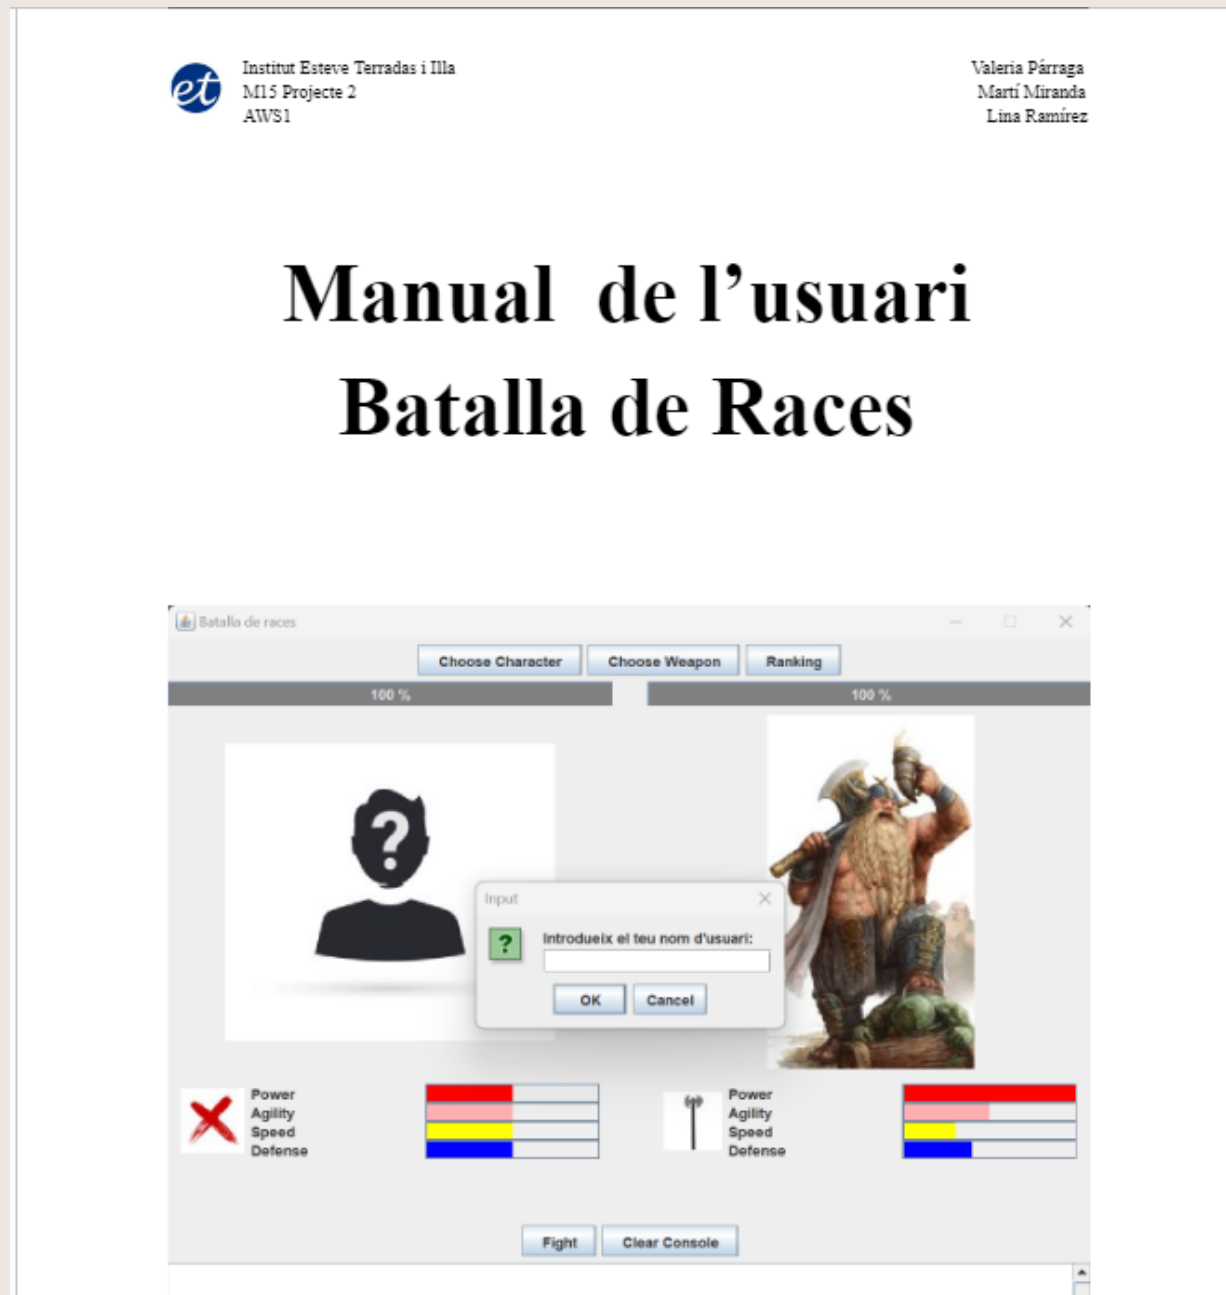 et
Institut Esteve Terradas i Illa
M15 Projecte 2
AWS1
Valeria Párraga
Martí Miranda
Lina Ramírez
Manual de l’usuari
Batalla de Races
Batalla de races
Choose Character
Choose Weapon
Ranking
100 %
100 %
?
Input
?
Introdueix el teu nom d'usuari:
OK
Cancel
Power
Agility
Speed
Defense
Power
Agility
Speed
Defense
Fight
Clear Console